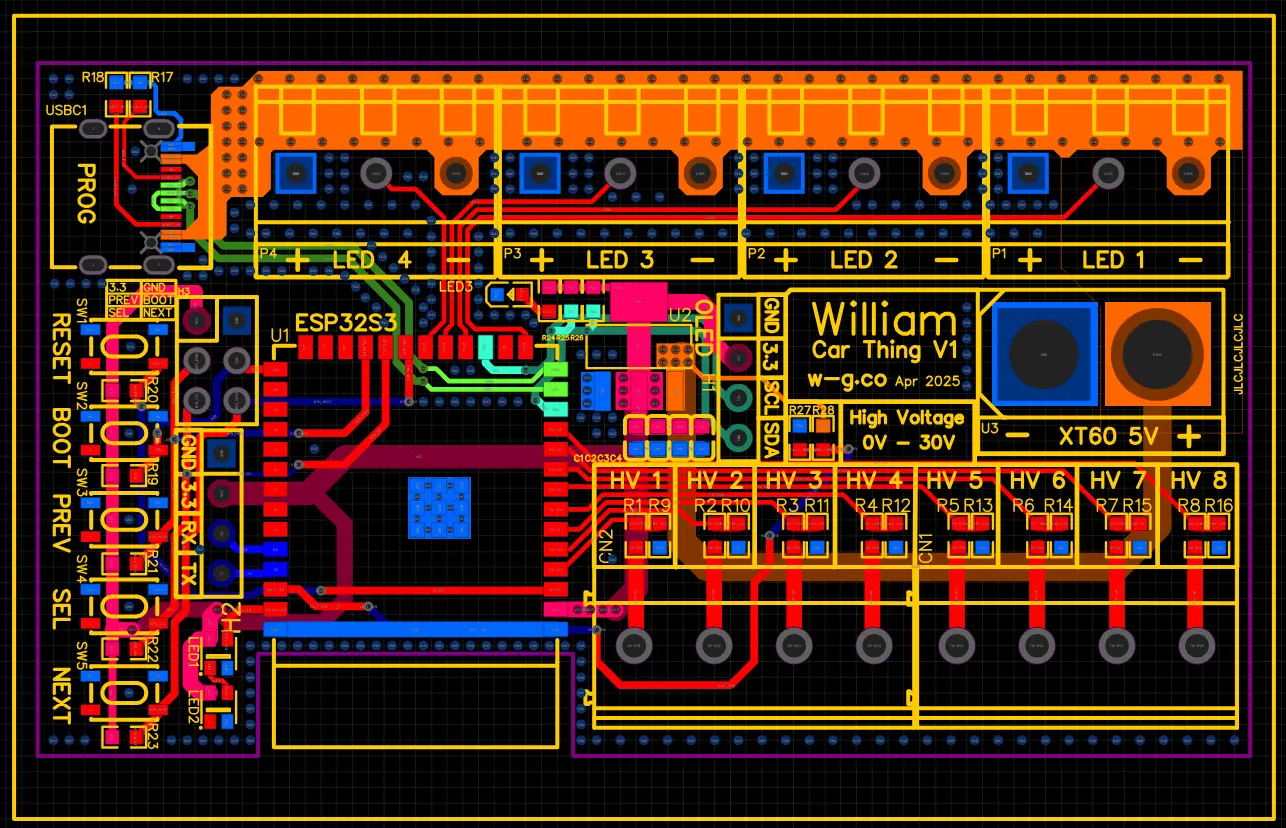 R18 R17
USBC1
PROG
P4 + LED 4 -
P3 + LED 3 -
P2 + LED 2 -
P1 + LED 1 -
3.3 GND
PREV BOOT
SEL NEXT
H3
LED3
U1
ESP32S3
R24R25R26
U2
OLED
H1
GND
3.3
SCL
SDA
William
Car Thing V1
w-g.co Apr 2025
R27R28
High Voltage
0V - 30V
U3
- XT60 5V +
JLCJLCJLCJLC
SW1
RESET
R20
SW2
BOOT
R19
SW3
PREV
R21
SW4
SEL
R22
SW5
NEXT
R23
GND
3.3
RX
TX
H2
LED1
LED2
C1C2C3C4
HV 1 HV 2 HV 3 HV 4 HV 5 HV 6 HV 7 HV 8
R1 R9 R2 R10 R3 R11 R4 R12 R5 R13 R6 R14 R7 R15 R8 R16
CN2
CN1